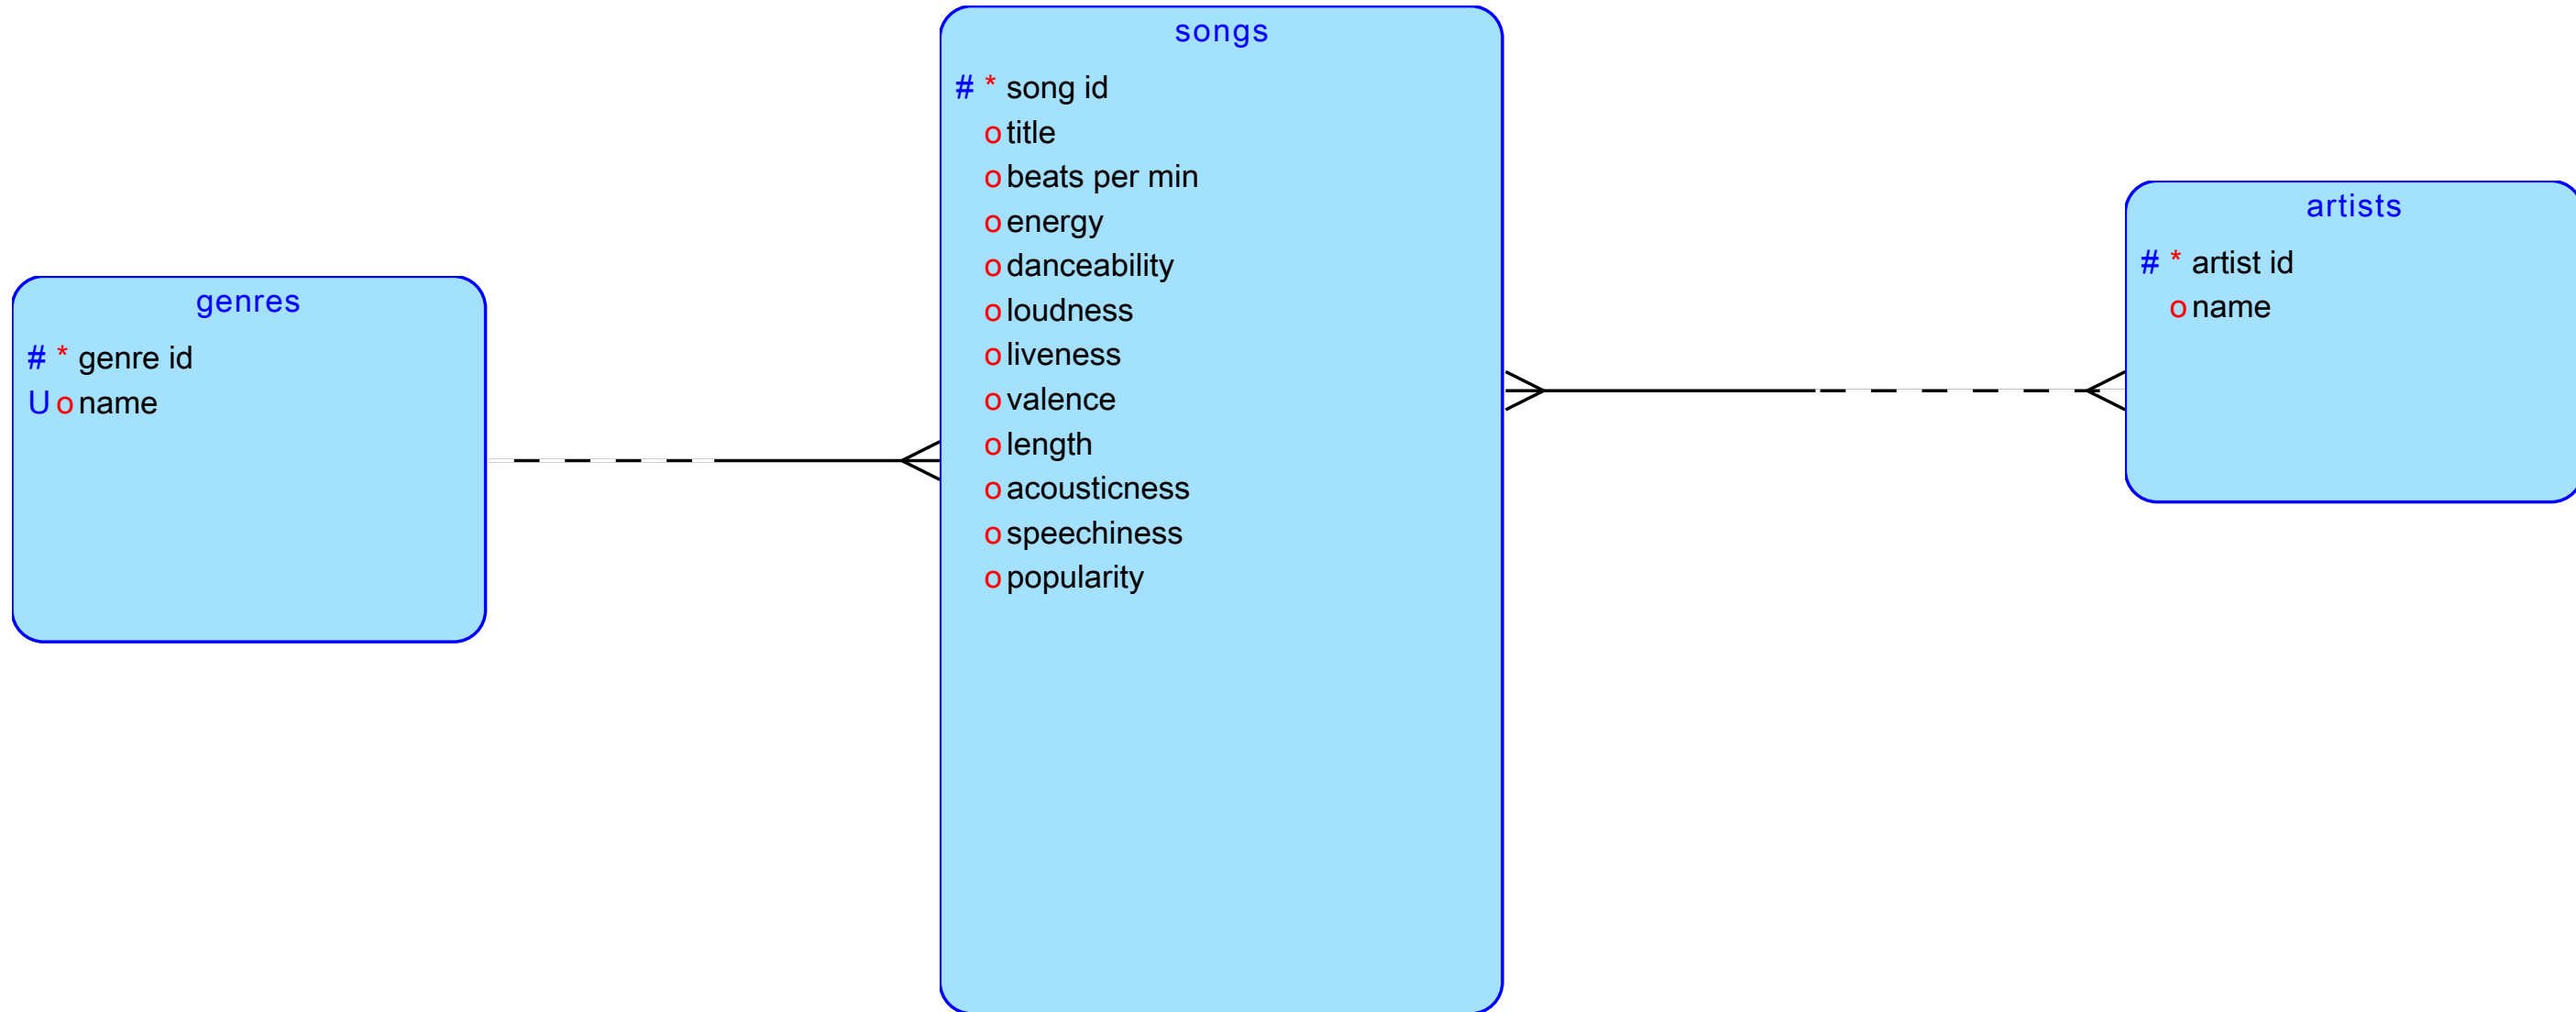 genres
# * genre id
U o name
songs
# * song id
o title
o beats per min
o energy
o danceability
o loudness
o liveness
o valence
o length
o acousticness
o speechiness
o popularity
artists
# * artist id
o name